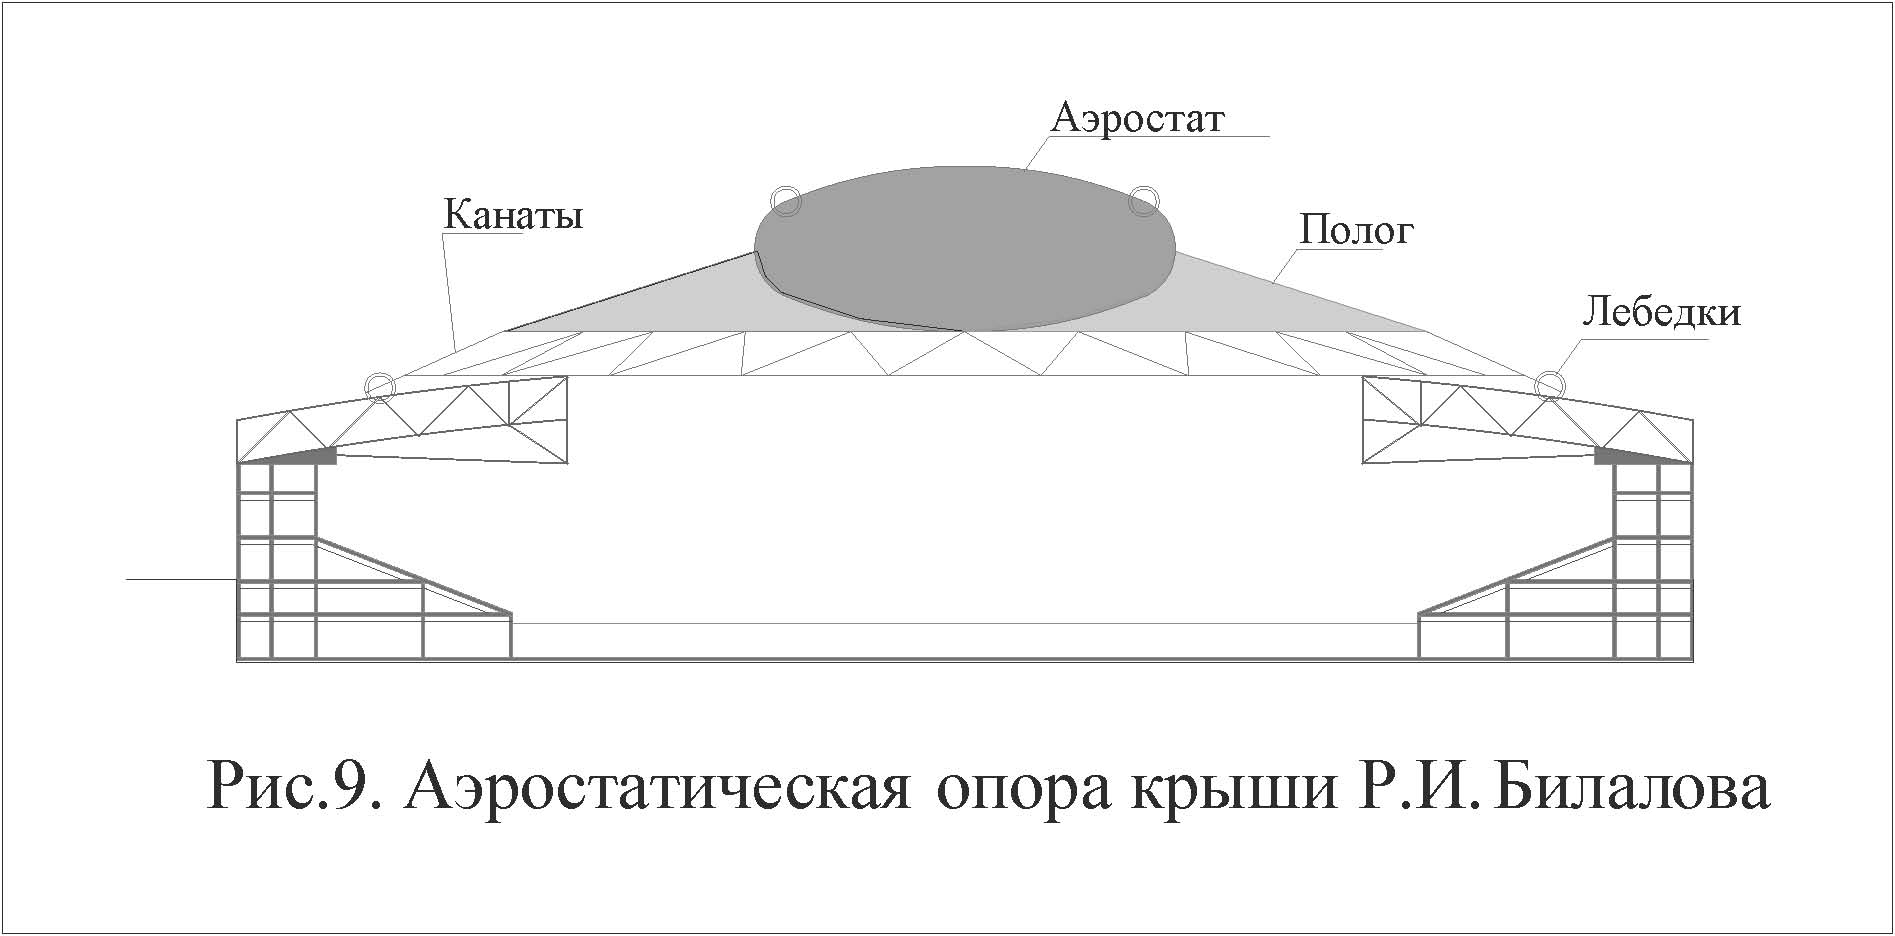 Аэростат
Канаты
Полог
Лебедки
Рис.9. Аэростатическая опора крыши Р.И. Билалова